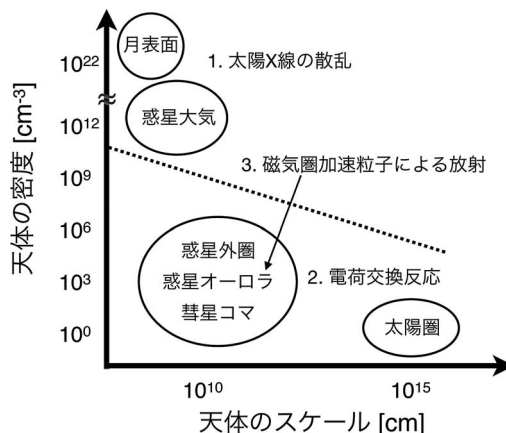 天体の密度 [cm⁻³]
10²²
10¹²
10⁹
10⁶
10³
10⁰
月表面
1. 太陽X線の散乱
惑星大気
3. 磁気圏加速粒子による放射
惑星外圏
惑星オーロラ
彗星コマ
2. 電荷交換反応
太陽圏
10¹⁰
10¹⁵
天体のスケール [cm]